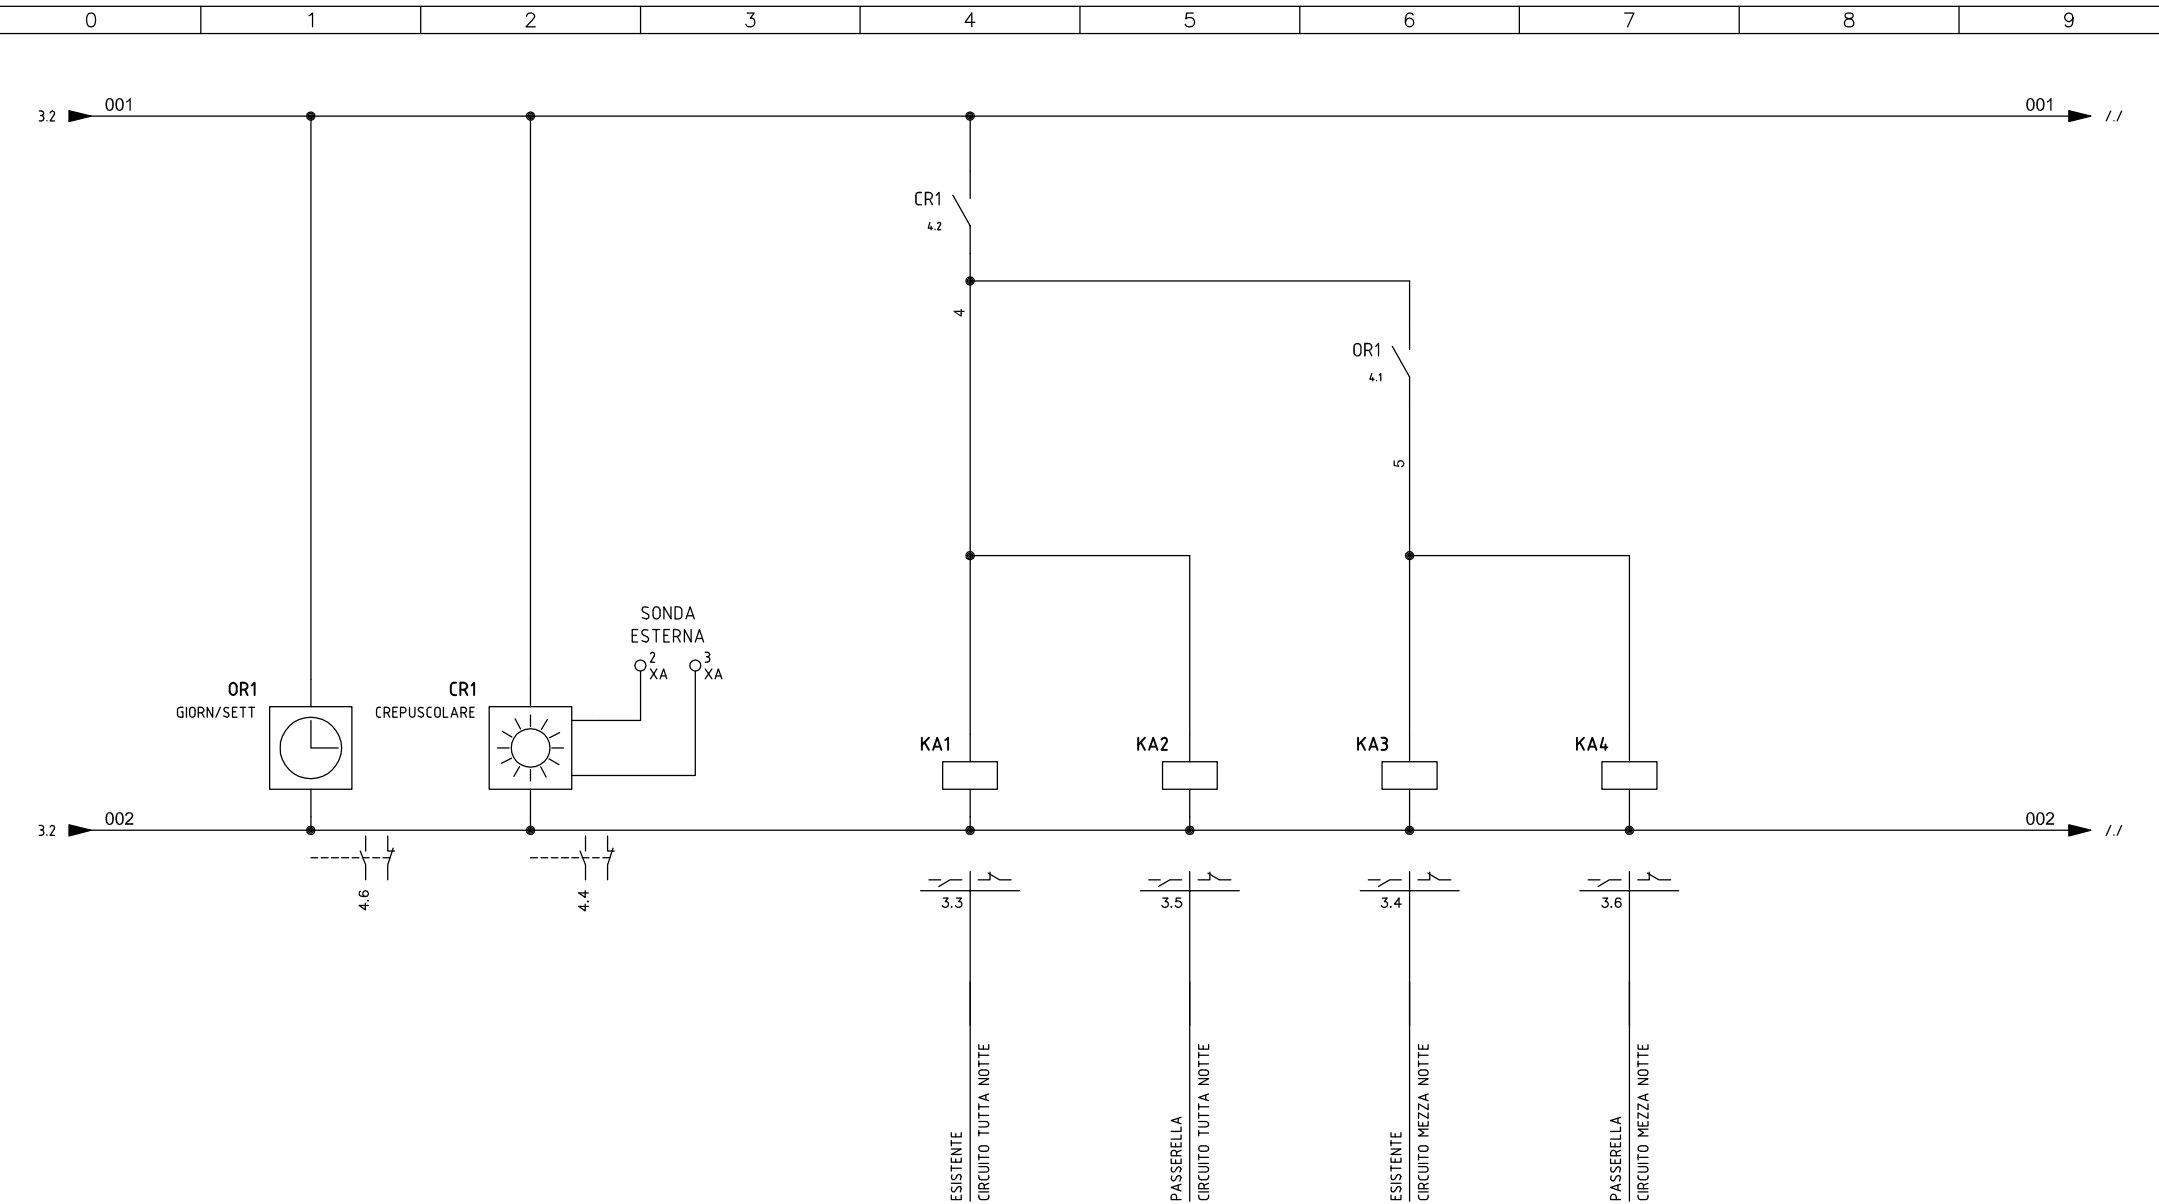 0 1 2 3 4 5 6 7 8 9
3.2 001 001 /./
CR1
4.2
4
OR1
4.1
5
SONDA
ESTERNA
2
XA
3
XA
OR1
GIORN/SETT
CR1
CREPUSCOLARE
KA1
KA2
KA3
KA4
3.2 002 002 /./
4.6
4.4
3.3
3.5
3.4
3.6
ESISTENTE
CIRCUITO TUTTA NOTTE
PASSERELLA
CIRCUITO TUTTA NOTTE
ESISTENTE
CIRCUITO MEZZA NOTTE
PASSERELLA
CIRCUITO MEZZA NOTTE